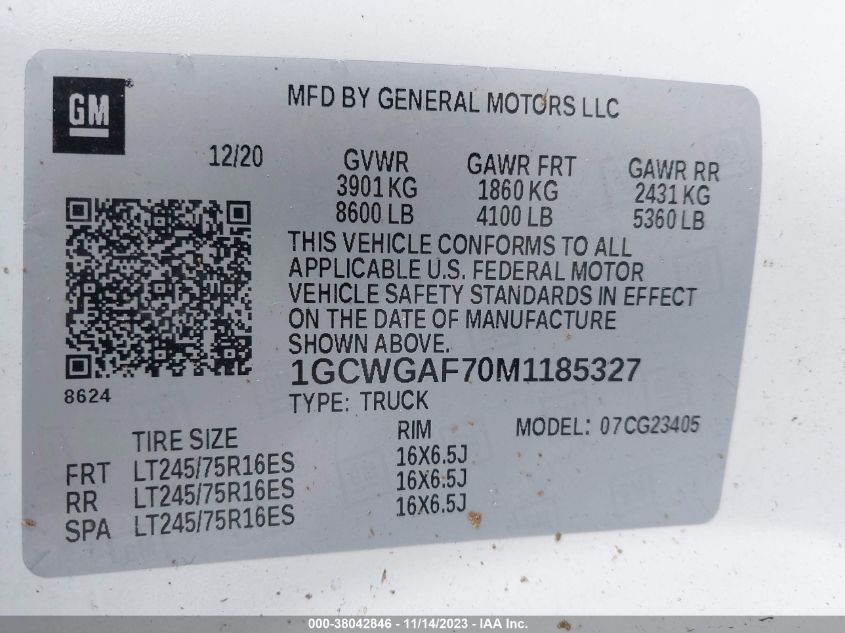 GM
MFD BY GENERAL MOTORS LLC
12/20 GVWR GAWR FRT GAWR RR
3901 KG 1860 KG 2431 KG
8600 LB 4100 LB 5360 LB
THIS VEHICLE CONFORMS TO ALL
APPLICABLE U.S. FEDERAL MOTOR
VEHICLE SAFETY STANDARDS IN EFFECT
ON THE DATE OF MANUFACTURE
SHOWN ABOVE.
1GCWGAF70M1185327
8624
TYPE: TRUCK
TIRE SIZE RIM MODEL: 07CG23405
FRT LT245/75R16ES 16X6.5J
RR LT245/75R16ES 16X6.5J
SPA LT245/75R16ES 16X6.5J
000-38042846 - 11/14/2023 - IAA Inc.